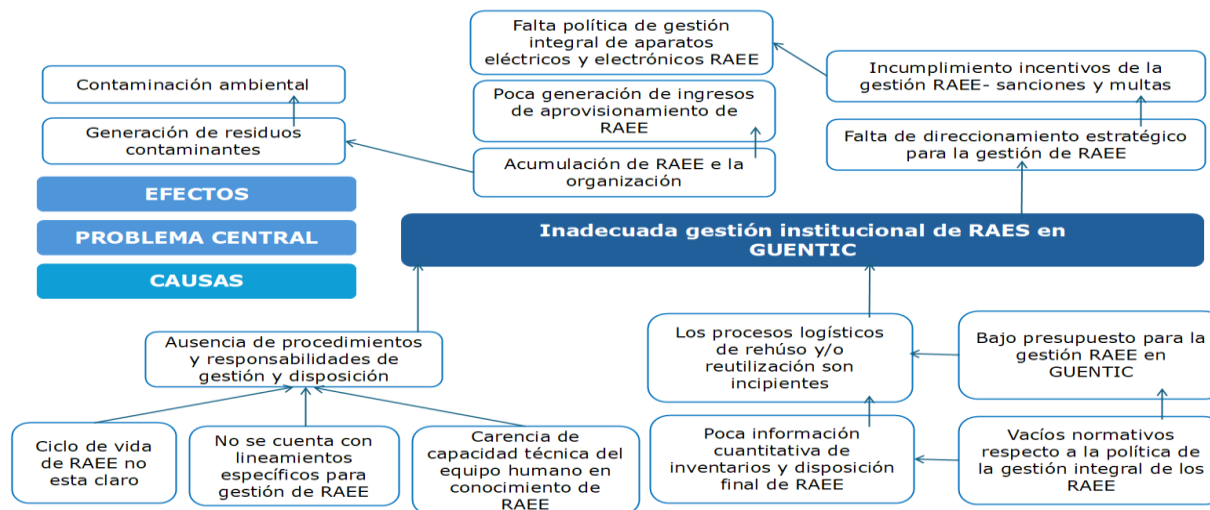 Falta política de gestión
integral de aparatos
eléctricos y electrónicos RAEE
Contaminación ambiental
Poca generación de ingresos
de aprovisionamiento de
RAEE
Incumplimiento incentivos de la
gestión RAEE- sanciones y multas
Generación de residuos
contaminantes
Acumulación de RAEE e la
organización
Falta de direccionamiento estratégico
para la gestión de RAEE
EFECTOS
PROBLEMA CENTRAL
CAUSAS
Inadecuada gestión institucional de RAES en
GUENTIC
Ausencia de procedimientos
y responsabilidades de
gestión y disposición
Los procesos logísticos
de rehúso y/o
reutilización son
incipientes
Bajo presupuesto para la
gestión RAEE en
GUENTIC
Ciclo de vida
de RAEE no
esta claro
No se cuenta con
lineamientos
específicos para
gestión de RAEE
Carencia de
capacidad técnica del
equipo humano en
conocimiento de
RAEE
Poca información
cuantitativa de
inventarios y disposición
final de RAEE
Vacíos normativos
respecto a la política de
la gestión integral de los
RAEE